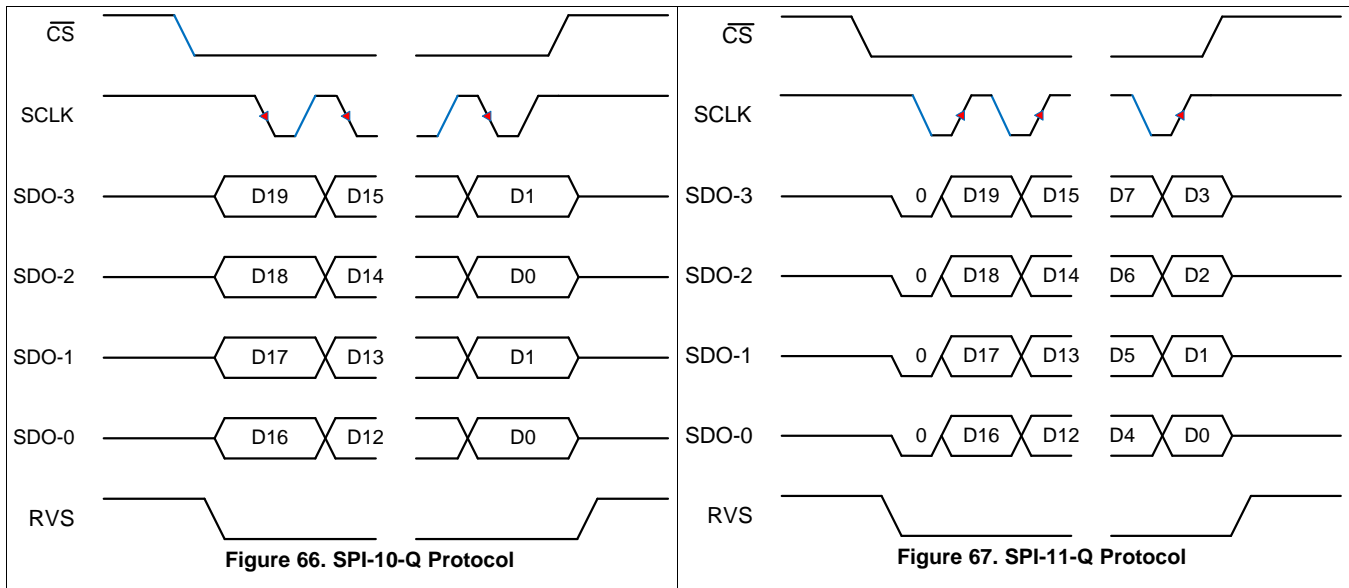 CS
SCLK
SDO-3 D19 D15 D1
SDO-2 D18 D14 D0
SDO-1 D17 D13 D1
SDO-0 D16 D12 D0
RVS
Figure 66. SPI-10-Q Protocol
CS
SCLK
SDO-3 0 D19 D15 D7 D3
SDO-2 0 D18 D14 D6 D2
SDO-1 0 D17 D13 D5 D1
SDO-0 0 D16 D12 D4 D0
RVS
Figure 67. SPI-11-Q Protocol